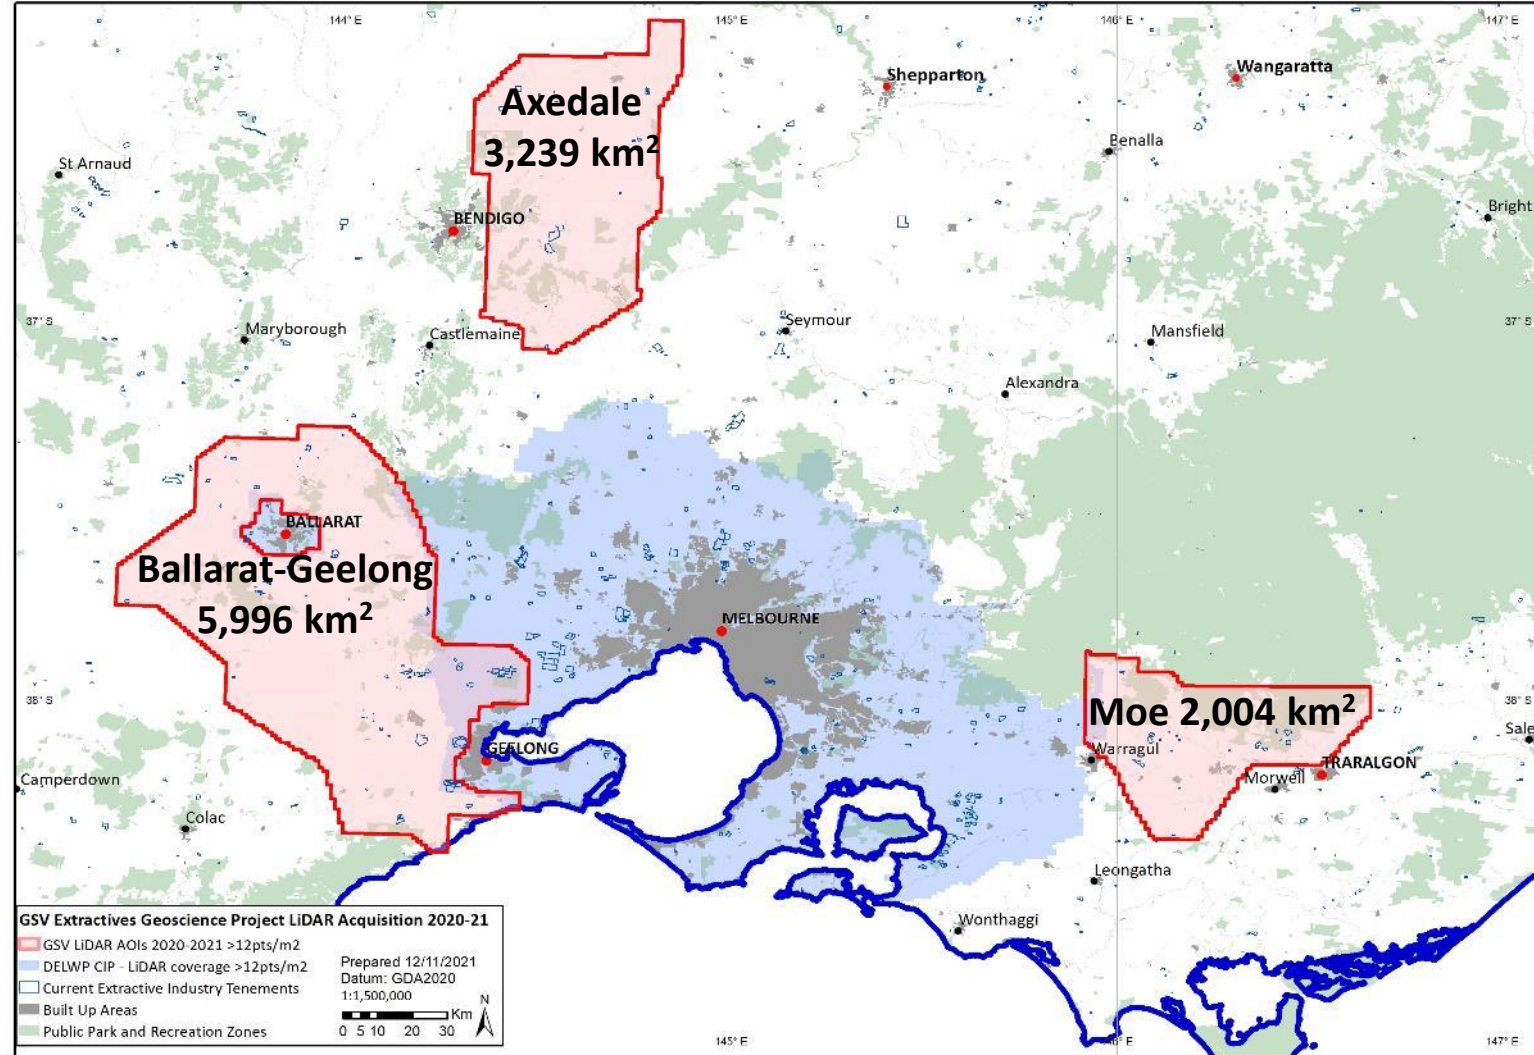 144° E
145° E
146° E
147° E
Shepparton
Wangaratta
Axedale
3,239 km²
Benalla
St Arnaud
Bright
BENDIGO
37° S
37° S
Maryborough
Castlemaine
Seymour
Mansfield
Alexandra
BALLARAT
Ballarat-Geelong
5,996 km²
MELBOURNE
38° S
38° S
Moe 2,004 km²
Sale
GEELONG
Warragul
TRARALGON
Morwell
Camperdown
Colac
Leongatha
Wonthaggi
GSV Extractives Geoscience Project LiDAR Acquisition 2020-21
GSV LiDAR AOIs 2020-2021 >12pts/m2
DELWP CIP - LiDAR coverage >12pts/m2
Current Extractive Industry Tenements
Built Up Areas
Public Park and Recreation Zones
Prepared 12/11/2021
Datum: GDA2020
1:1,500,000
Km
0 5 10 20 30
N
145° E
146° E
147° E